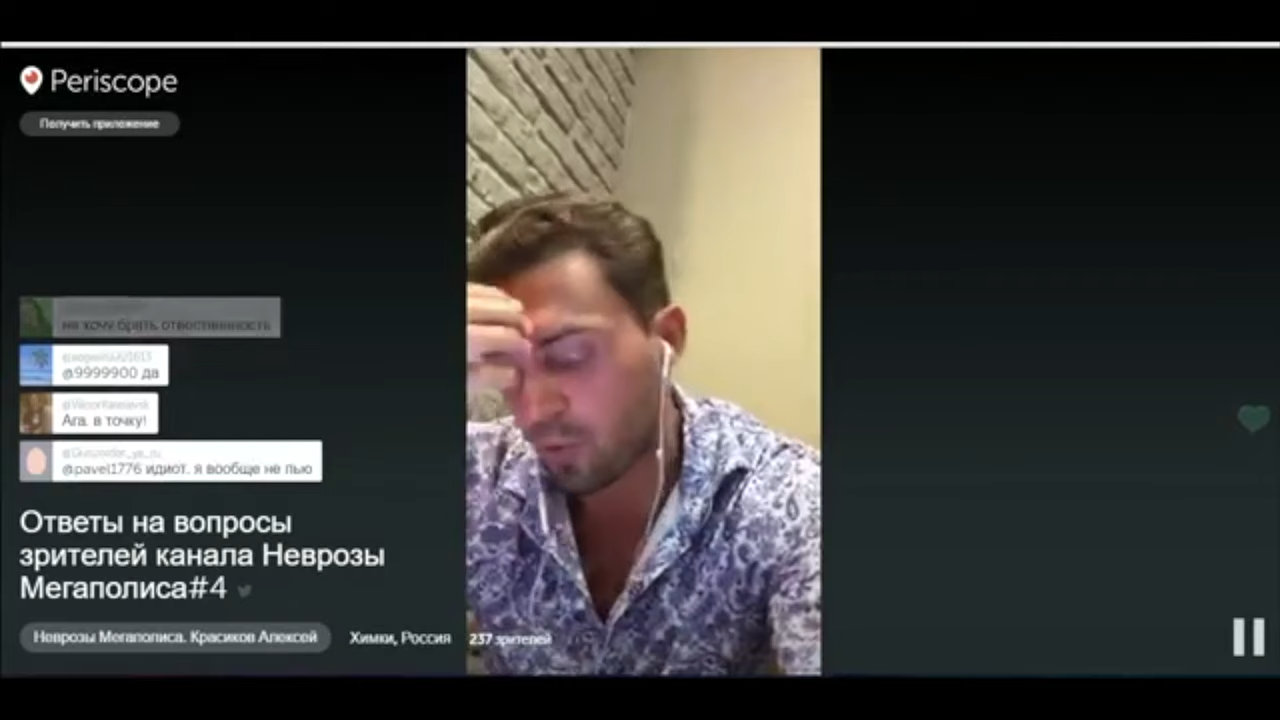 Periscope
Получить приложение
не хочу брать ответственность
@9999900 да
Ага. в точку!
@pavel1776 идиот. я вообще не пью
Ответы на вопросы
зрителей канала Неврозы
Мегаполиса#4
Неврозы Мегаполиса. Красиков Алексей
Химки, Россия
237 зрителей